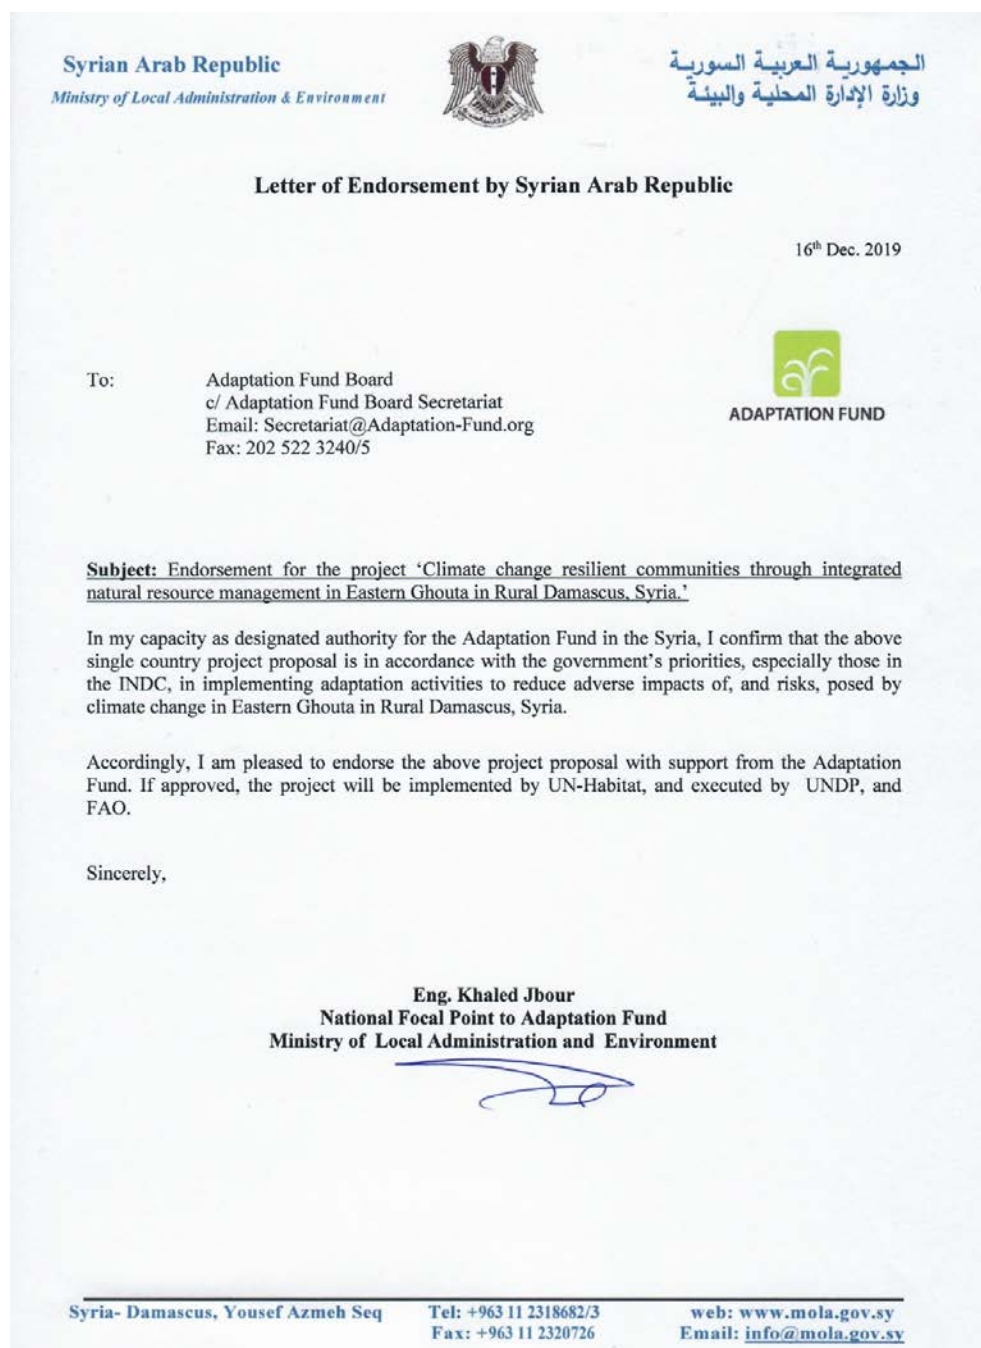 Syrian Arab Republic
Ministry of Local Administration & Environment
الجمهورية العربية السورية
وزارة الإدارة المحلية والبيئة
Letter of Endorsement by Syrian Arab Republic
16th Dec. 2019
To:
Adaptation Fund Board
c/ Adaptation Fund Board Secretariat
Email: Secretariat@Adaptation-Fund.org
Fax: 202 522 3240/5
ADAPTATION FUND
Subject: Endorsement for the project ‘Climate change resilient communities through integrated
natural resource management in Eastern Ghouta in Rural Damascus, Syria.’
In my capacity as designated authority for the Adaptation Fund in the Syria, I confirm that the above
single country project proposal is in accordance with the government’s priorities, especially those in
the INDC, in implementing adaptation activities to reduce adverse impacts of, and risks, posed by
climate change in Eastern Ghouta in Rural Damascus, Syria.
Accordingly, I am pleased to endorse the above project proposal with support from the Adaptation
Fund. If approved, the project will be implemented by UN-Habitat, and executed by UNDP, and
FAO.
Sincerely,
Eng. Khaled Jbour
National Focal Point to Adaptation Fund
Ministry of Local Administration and Environment
Syria- Damascus, Yousef Azmeh Seq
Tel: +963 11 2318682/3
Fax: +963 11 2320726
web: www.mola.gov.sy
Email: info@mola.gov.sy